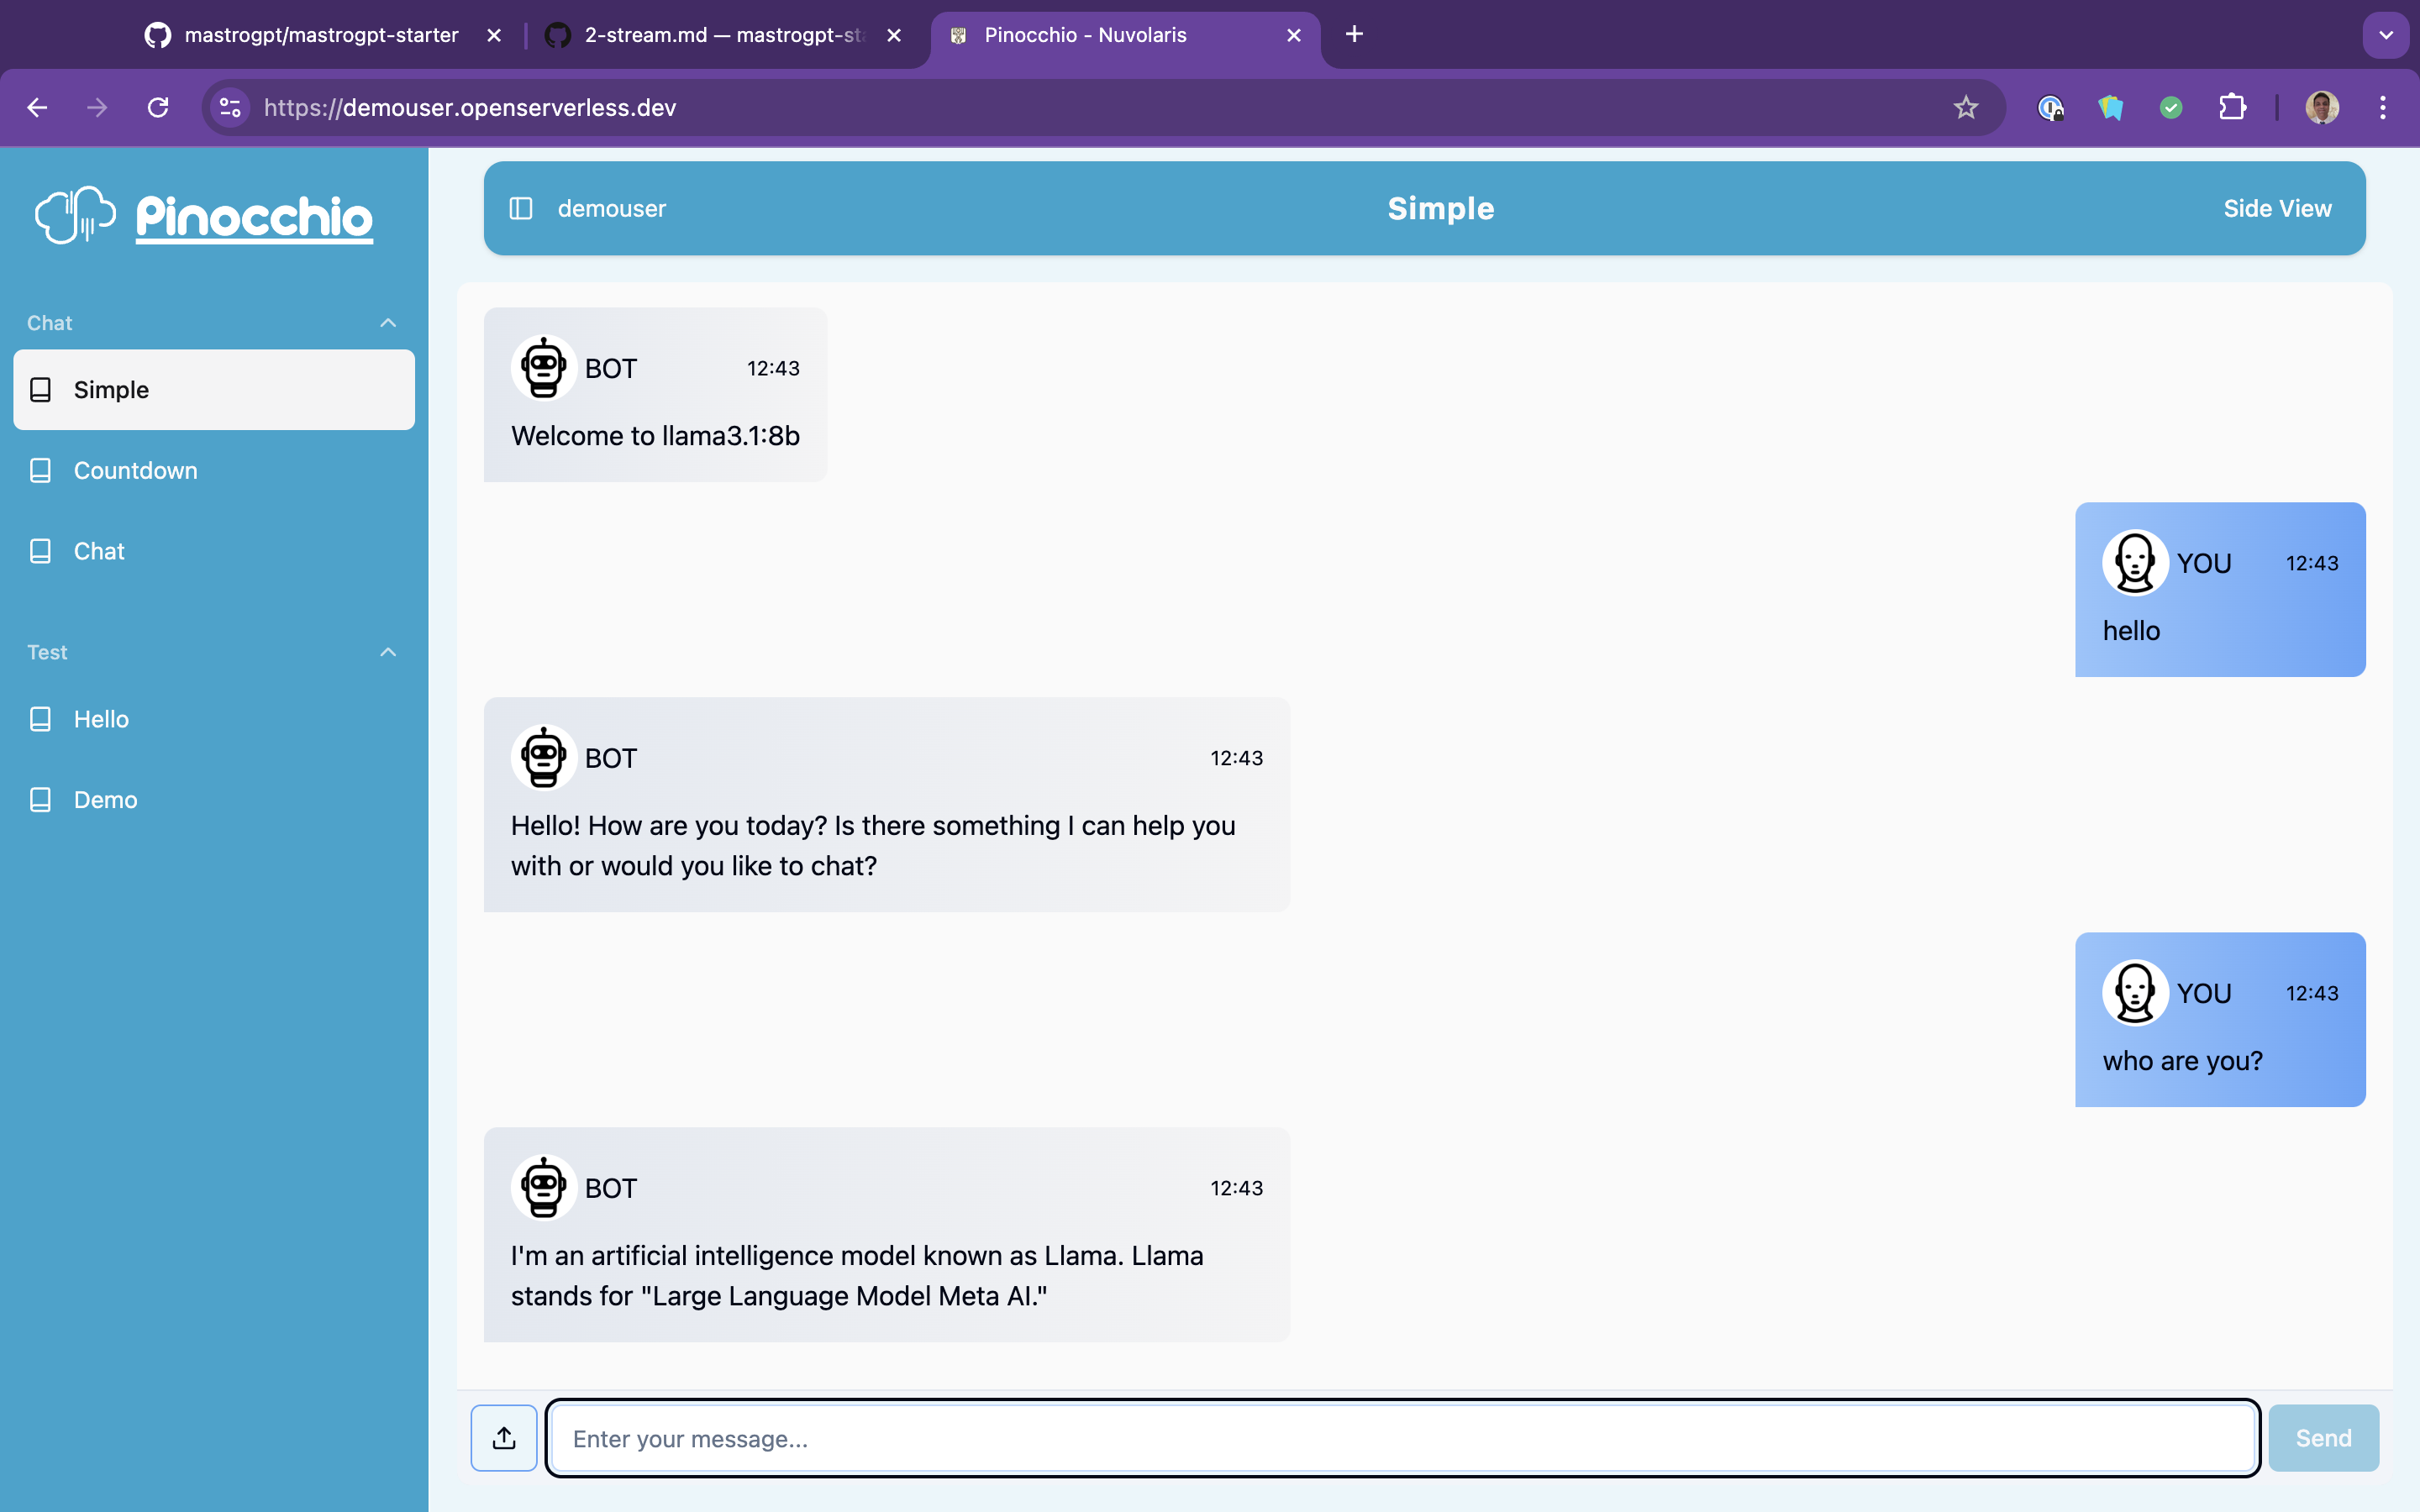 mastrogpt/mastrogpt-starter
2-stream.md — mastrogpt-sta
Pinocchio - Nuvolaris
https://demouser.openserverless.dev
Pinocchio
Chat
Simple
Countdown
Chat
Test
Hello
Demo
demouser
Simple
Side View
BOT 12:43
Welcome to llama3.1:8b
YOU 12:43
hello
BOT 12:43
Hello! How are you today? Is there something I can help you
with or would you like to chat?
YOU 12:43
who are you?
BOT 12:43
I'm an artificial intelligence model known as Llama. Llama
stands for "Large Language Model Meta AI."
Enter your message...
Send